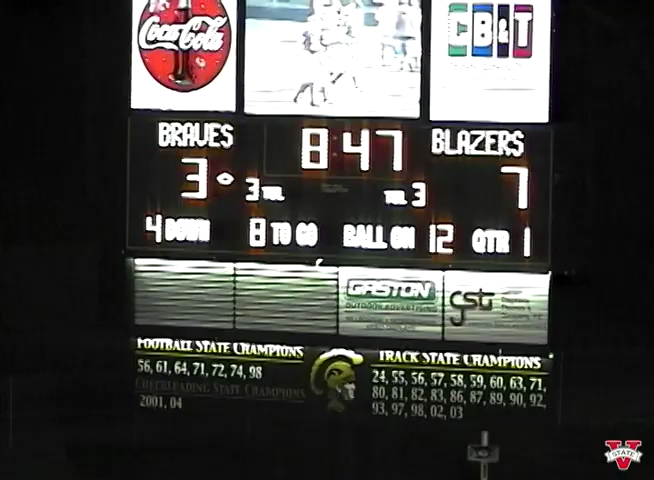 Coca-Cola
CB&T
BRAVES
8:47
BLAZERS
3
3 TOL
TOL 3
7
4 DOWN
8 TO GO
BALL ON 12
QTR 1
GASTON
OUTDOOR ADVERTISING
gsti
FOOTBALL STATE CHAMPIONS
56, 61, 64, 71, 72, 74, 98
CHEERLEADING STATE CHAMPIONS
2001, 04
TRACK STATE CHAMPIONS
24, 55, 56, 57, 58, 59, 60, 63, 71,
80, 81, 82, 83, 86, 87, 89, 90, 92,
93, 97, 98, 02, 03
V STATE